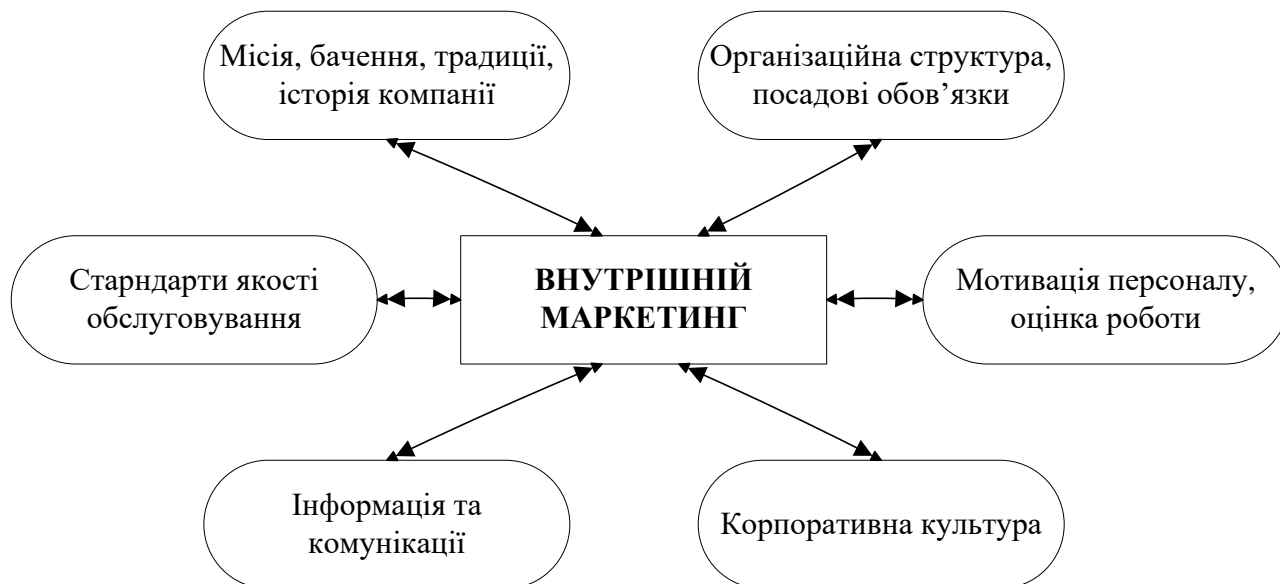 Місія, бачення, традиції,
історія компанії
Організаційна структура,
посадові обов’язки
Старндарти якості
обслуговування
ВНУТРІШНІЙ
МАРКЕТИНГ
Мотивація персоналу,
оцінка роботи
Інформація та
комунікації
Корпоративна культура